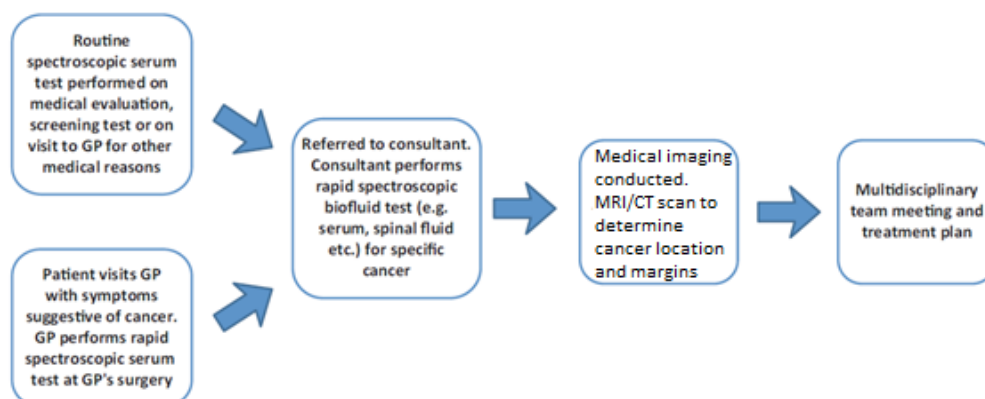 Routine
spectroscopic serum
test performed on
medical evaluation,
screening test or on
visit to GP for other
medical reasons
Patient visits GP
with symptoms
suggestive of cancer.
GP performs rapid
spectroscopic serum
test at GP's surgery
Referred to consultant.
Consultant performs
rapid spectroscopic
biofluid test (e.g.
serum, spinal fluid
etc.) for specific
cancer
Medical imaging
conducted.
MRI/CT scan to
determine
cancer location
and margins
Multidisciplinary
team meeting and
treatment plan